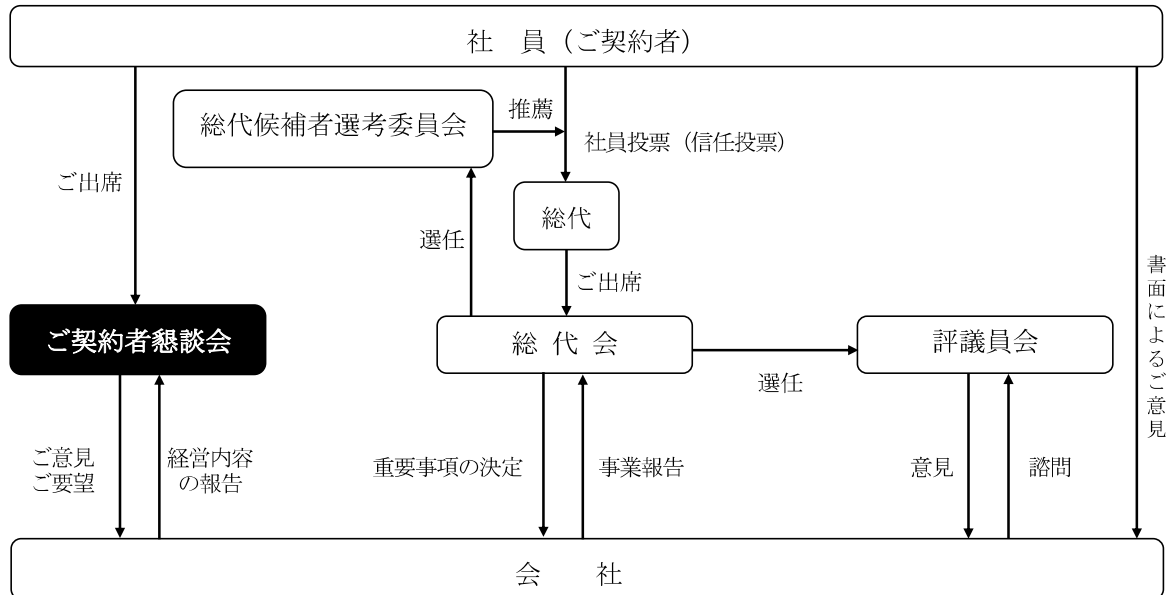 社　員（ご契約者）
総代候補者選考委員会
推薦
社員投票（信任投票）
ご出席
総代
選任
ご出席
書面によるご意見
ご契約者懇談会
総 代 会
評議員会
選任
ご意見
ご要望
経営内容
の報告
重要事項の決定
事業報告
意見
諮問
会　　社